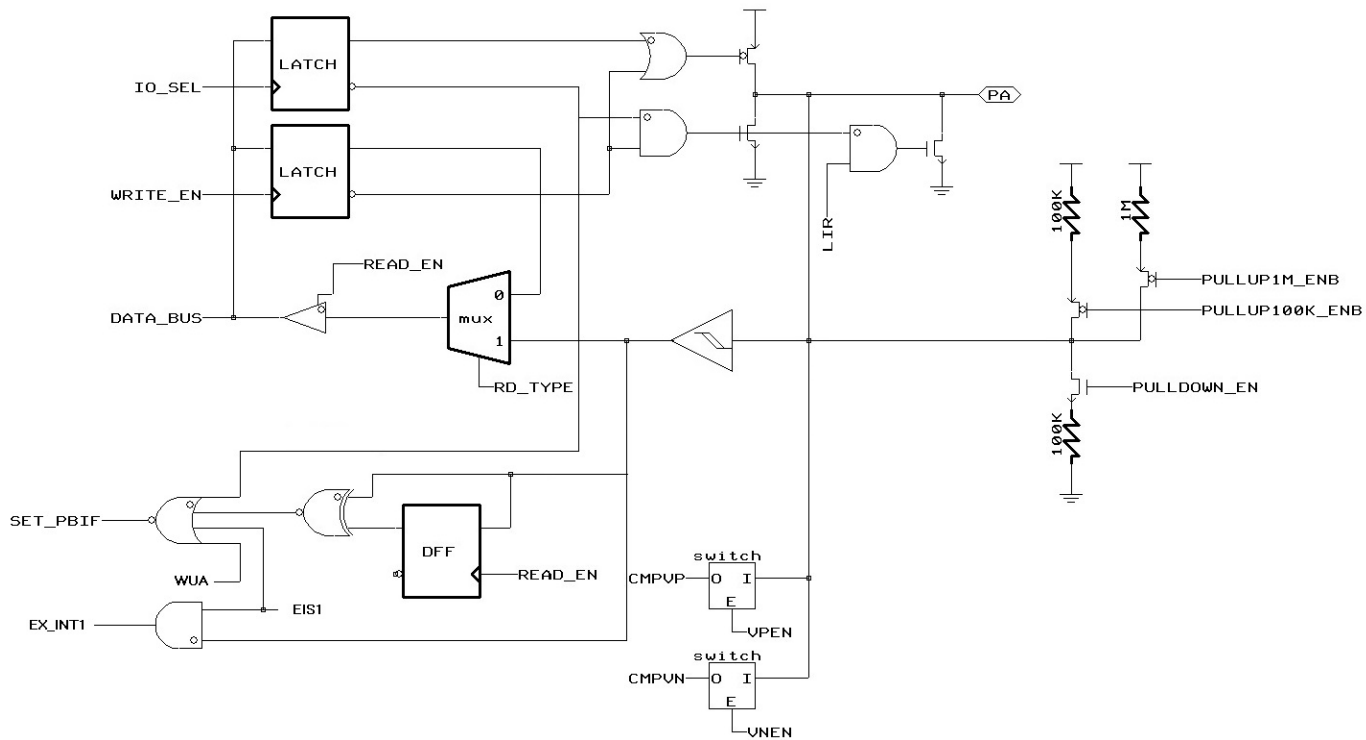 LATCH
IO_SEL
PA
LATCH
WRITE_EN
LIR
100K
1M
READ_EN
PULLUP1M_ENB
0
DATA_BUS
mux
PULLUP100K_ENB
1
RD_TYPE
PULLDOWN_EN
100K
SET_PBIF
DFF
switch
READ_EN
CMPVP
O I
WUA
E
EIS1
EX_INT1
VPEN
switch
CMPVN
O I
E
VNEN